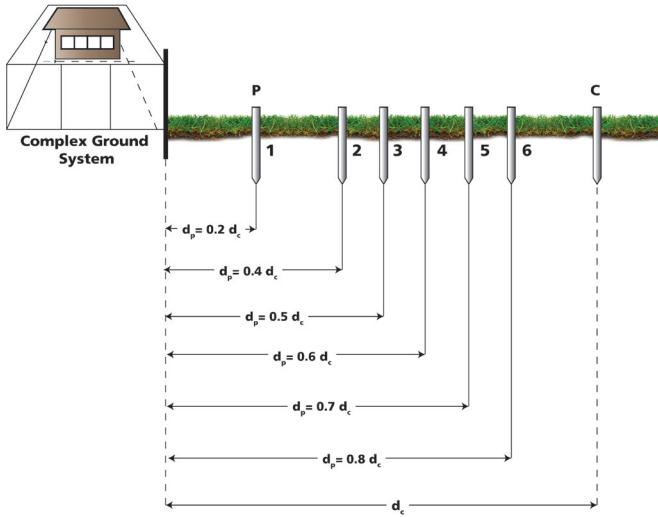 P
C
1
2
3
4
5
6
Complex Ground
System
dp= 0.2 dc
dp= 0.4 dc
dp= 0.5 dc
dp= 0.6 dc
dp= 0.7 dc
dp= 0.8 dc
dc